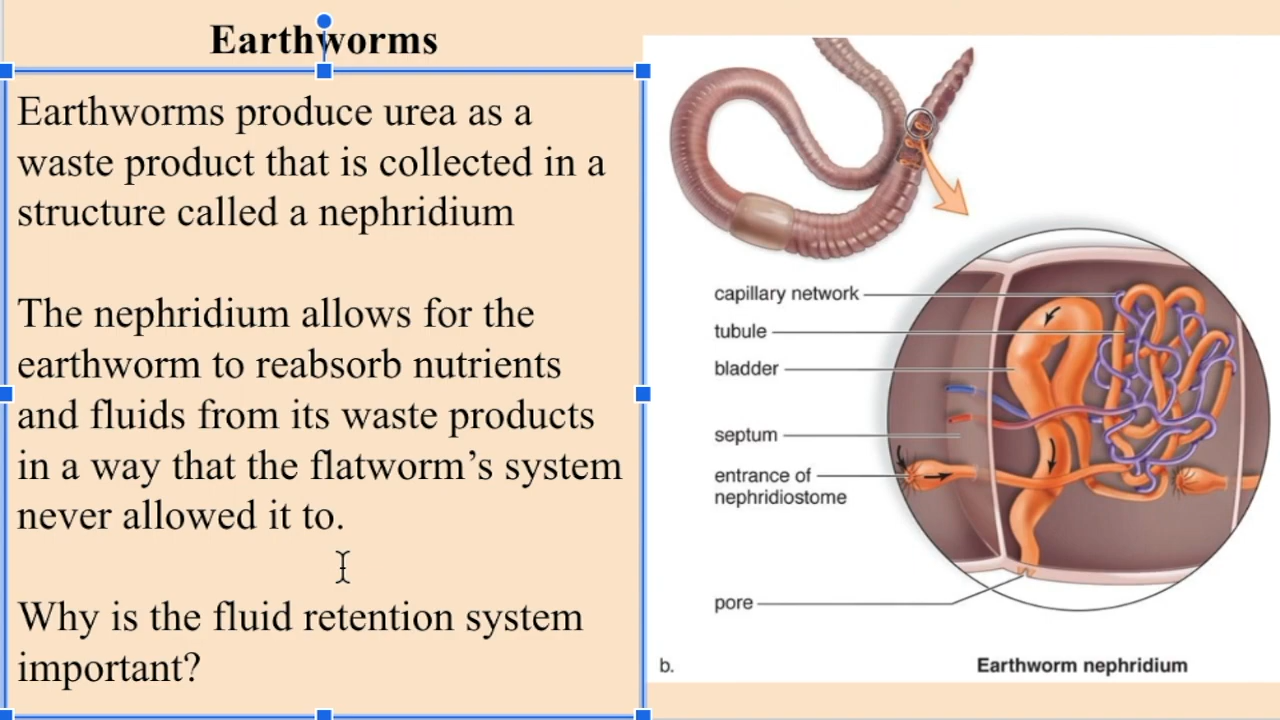 Earthworms
Earthworms produce urea as a
waste product that is collected in a
structure called a nephridium
The nephridium allows for the
earthworm to reabsorb nutrients
and fluids from its waste products
in a way that the flatworm’s system
never allowed it to.
Why is the fluid retention system
important?
capillary network
tubule
bladder
septum
entrance of
nephridiostome
pore
b.
Earthworm nephridium